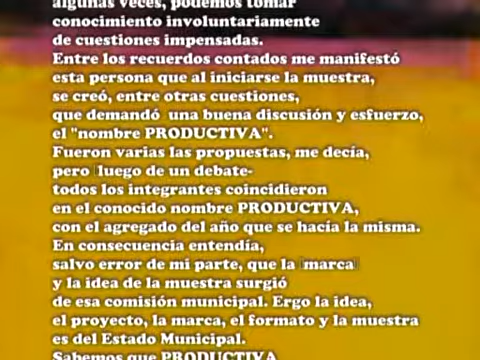 algunas veces, podemos tomar
conocimiento involuntariamente
de cuestiones impensadas.
Entre los recuerdos contados me manifestó
esta persona que al iniciarse la muestra,
se creó, entre otras cuestiones,
que demandó una buena discusión y esfuerzo,
el "nombre PRODUCTIVA".
Fueron varias las propuestas, me decía,
pero luego de un debate-
todos los integrantes coincidieron
en el conocido nombre PRODUCTIVA,
con el agregado del año que se hacía la misma.
En consecuencia entendía,
salvo error de mi parte, que la marca
y la idea de la muestra surgió
de esa comisión municipal. Ergo la idea,
el proyecto, la marca, el formato y la muestra
es del Estado Municipal.
Sabemos que PRODUCTIVA